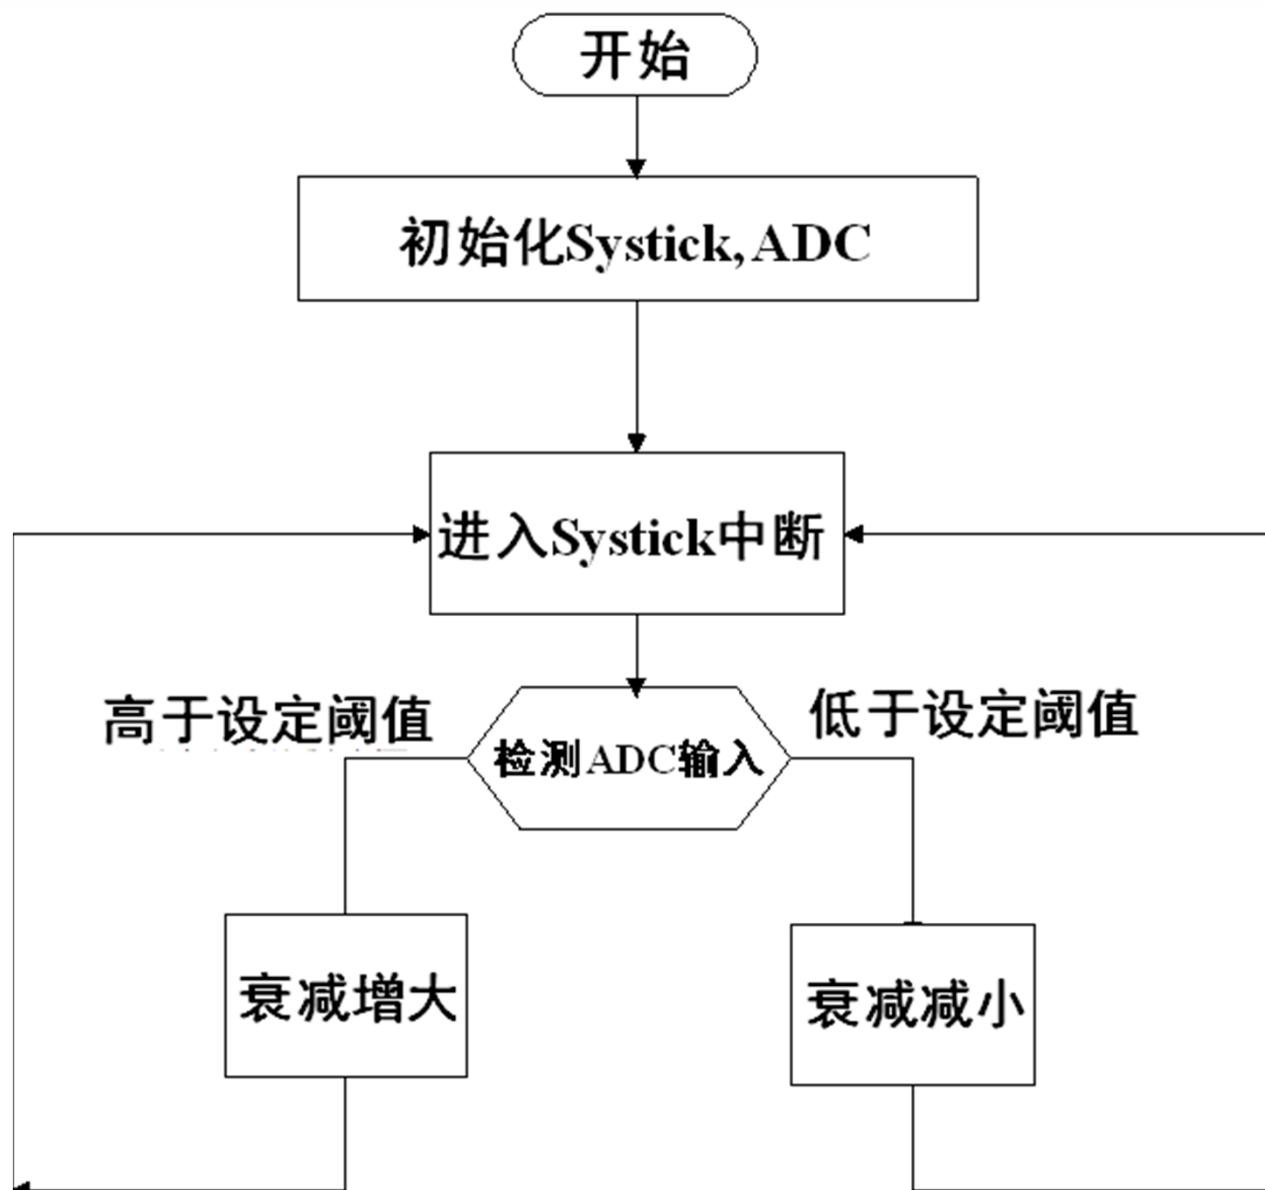 开始
初始化Systick, ADC
进入Systick中断
高于设定阈值
低于设定阈值
检测ADC输入
衰减增大
衰减减小